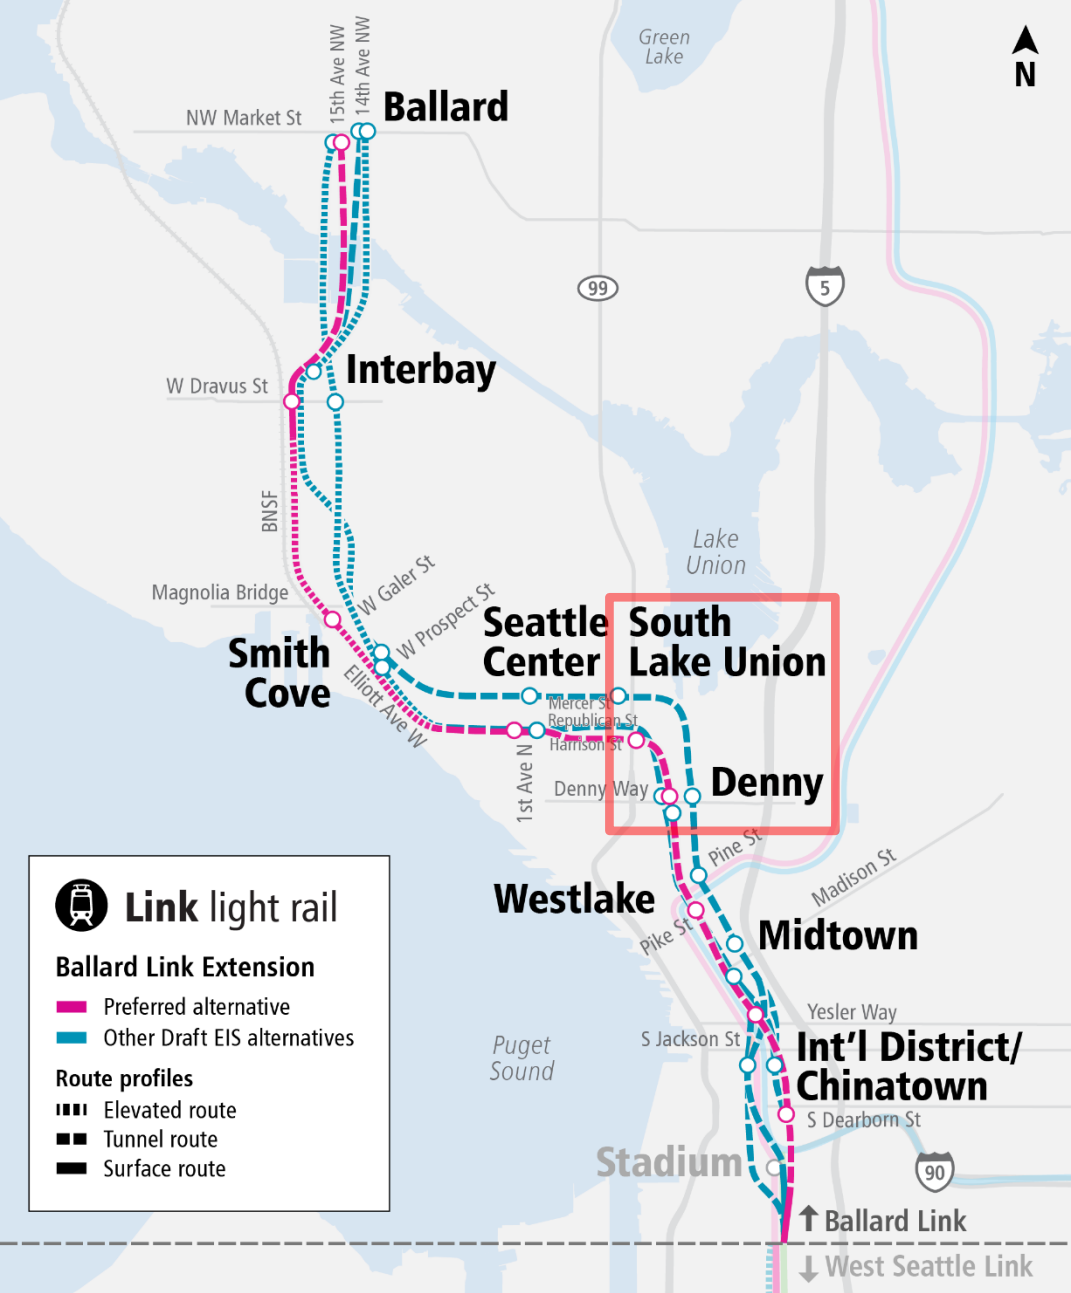 15th Ave NW
14th Ave NW
Green
Lake
N
NW Market St
Ballard
99
5
Interbay
W Dravus St
BNSF
Lake
Union
Magnolia Bridge
W Galer St
W Prospect St
Smith
Cove
Elliott Ave W
Seattle
Center
South
Lake Union
Mercer St
Republican St
Harrison St
1st Ave N
Denny Way
Denny
Pine St
Madison St
Westlake
Pike St
Midtown
Yesler Way
S Jackson St
Int'l District/
Chinatown
S Dearborn St
Puget
Sound
Stadium
90
Ballard Link
West Seattle Link
Link light rail
Ballard Link Extension
Preferred alternative
Other Draft EIS alternatives
Route profiles
Elevated route
Tunnel route
Surface route